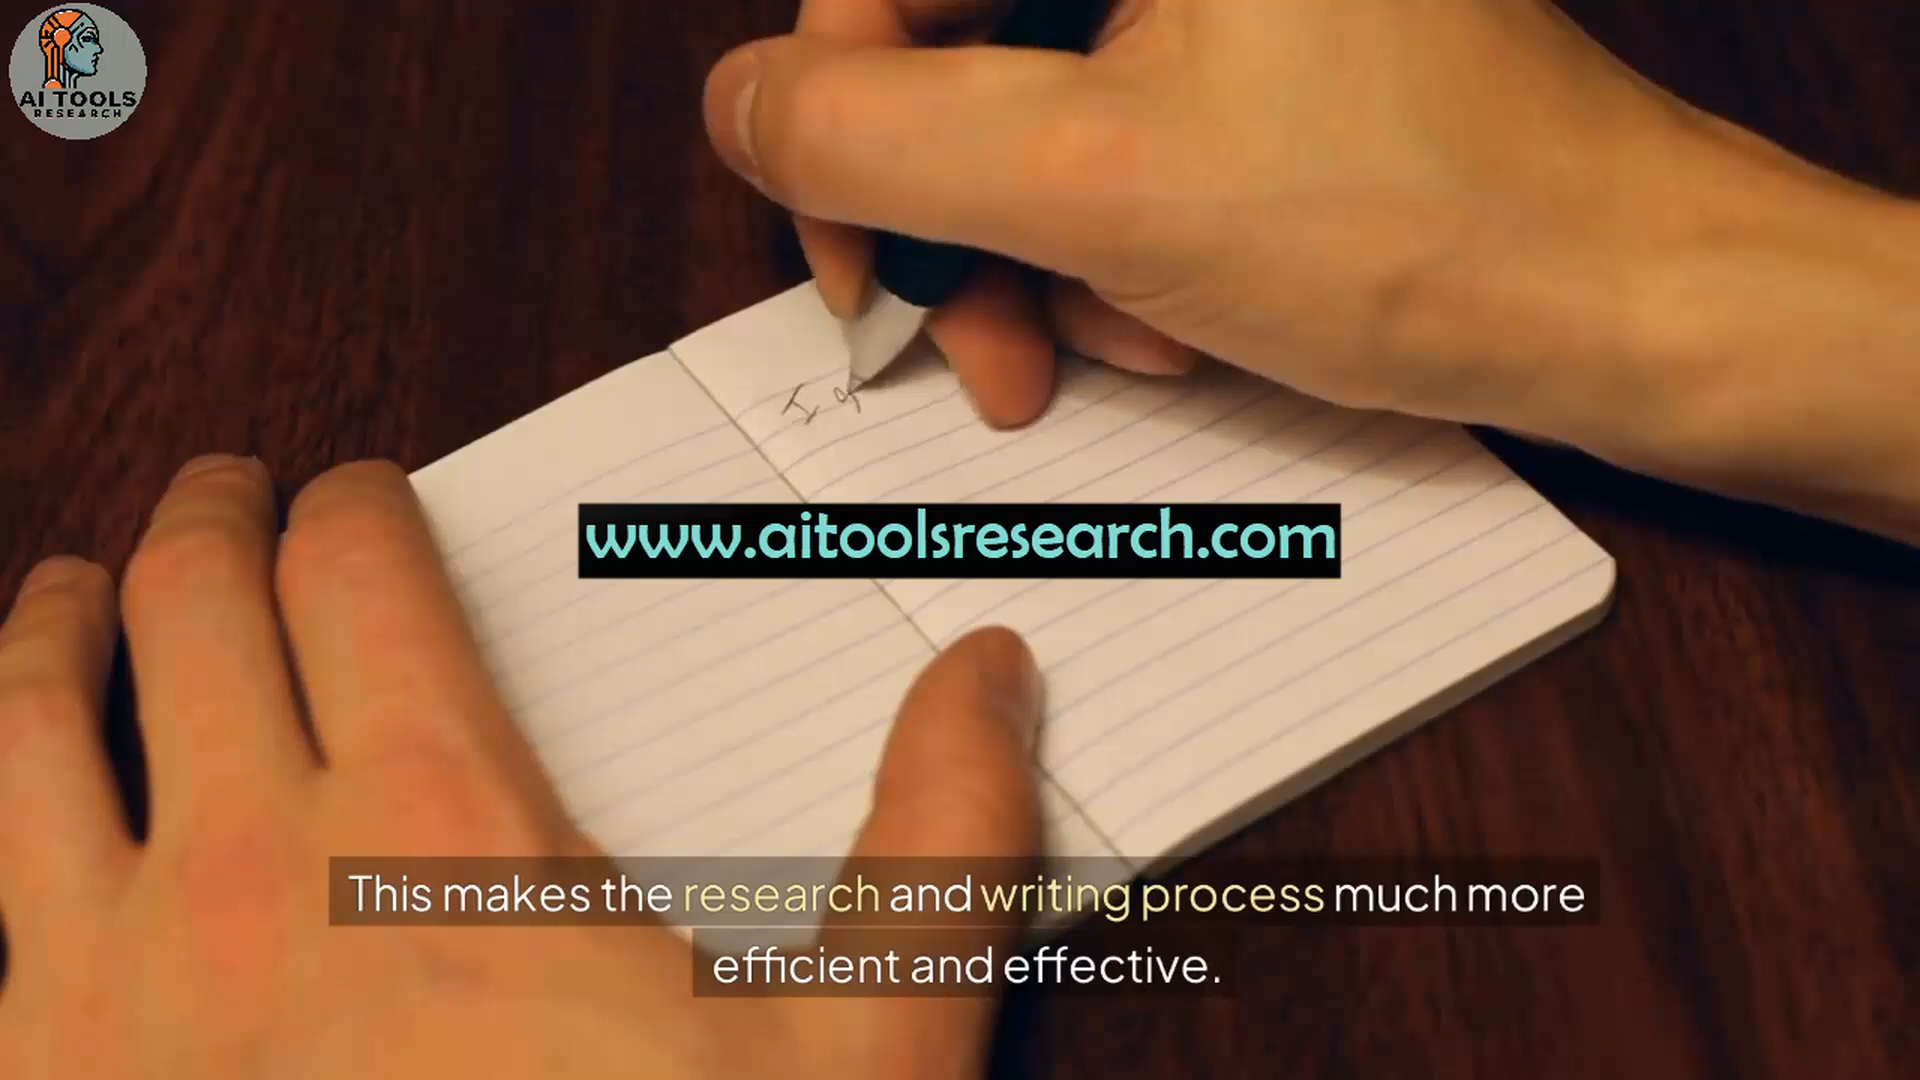 AI TOOLS
RESEARCH
I
www.aitoolsresearch.com
This makes the research and writing process much more
efficient and effective.